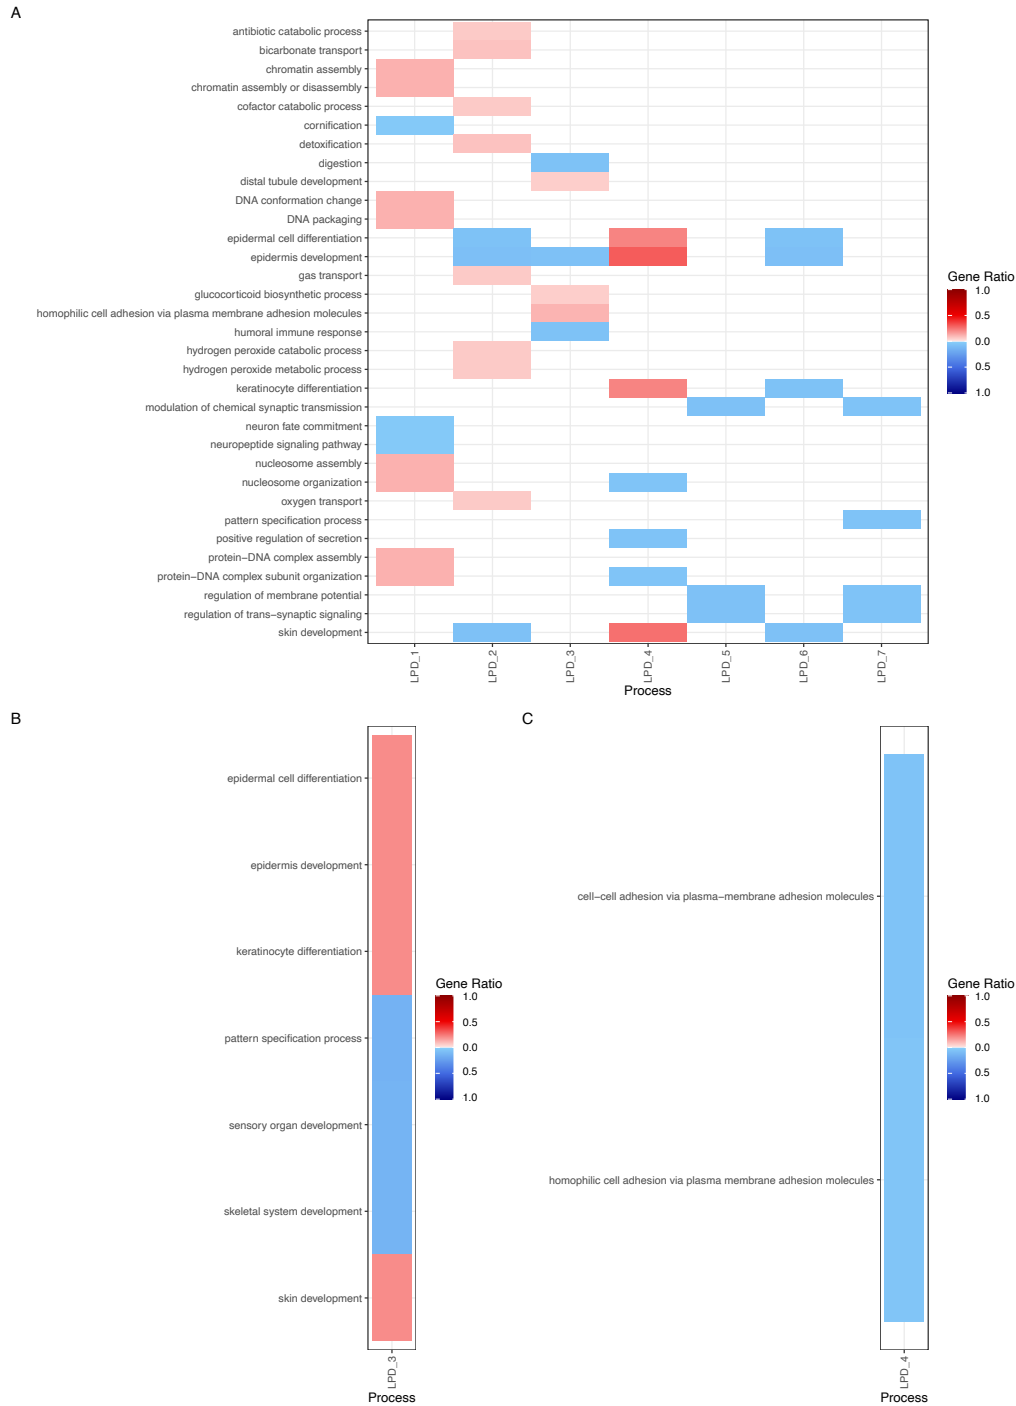 A
antibiotic catabolic process
bicarbonate transport
chromatin assembly
chromatin assembly or disassembly
cofactor catabolic process
cornification
detoxification
digestion
distal tubule development
DNA conformation change
DNA packaging
epidermal cell differentiation
epidermis development
gas transport
glucocorticoid biosynthetic process
homophilic cell adhesion via plasma membrane adhesion molecules
humoral immune response
hydrogen peroxide catabolic process
hydrogen peroxide metabolic process
keratinocyte differentiation
modulation of chemical synaptic transmission
neuron fate commitment
neuropeptide signaling pathway
nucleosome assembly
nucleosome organization
oxygen transport
pattern specification process
positive regulation of secretion
protein−DNA complex assembly
protein−DNA complex subunit organization
regulation of membrane potential
regulation of trans−synaptic signaling
skin development
LPD_1
LPD_2
LPD_3
LPD_4
LPD_5
LPD_6
LPD_7
Process
Gene Ratio
1.0
0.5
0.0
0.5
1.0
B
epidermal cell differentiation
epidermis development
keratinocyte differentiation
pattern specification process
sensory organ development
skeletal system development
skin development
LPD_3
Process
Gene Ratio
1.0
0.5
0.0
0.5
1.0
C
cell−cell adhesion via plasma−membrane adhesion molecules
homophilic cell adhesion via plasma membrane adhesion molecules
LPD_4
Process
Gene Ratio
1.0
0.5
0.0
0.5
1.0